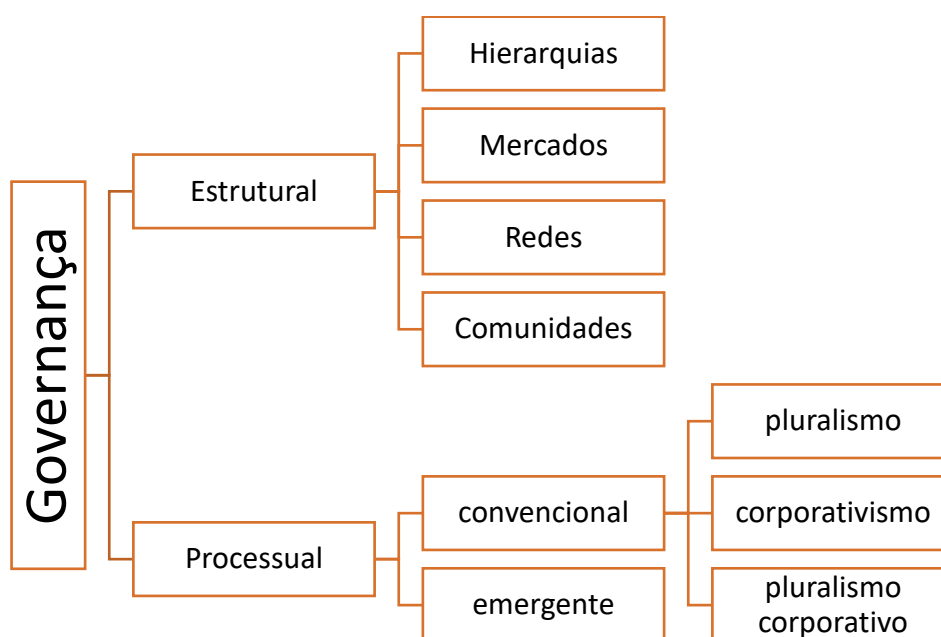 Governança
Estrutural
Hierarquias
Mercados
Redes
Comunidades
Processual
convencional
pluralismo
corporativismo
pluralismo
corporativo
emergente